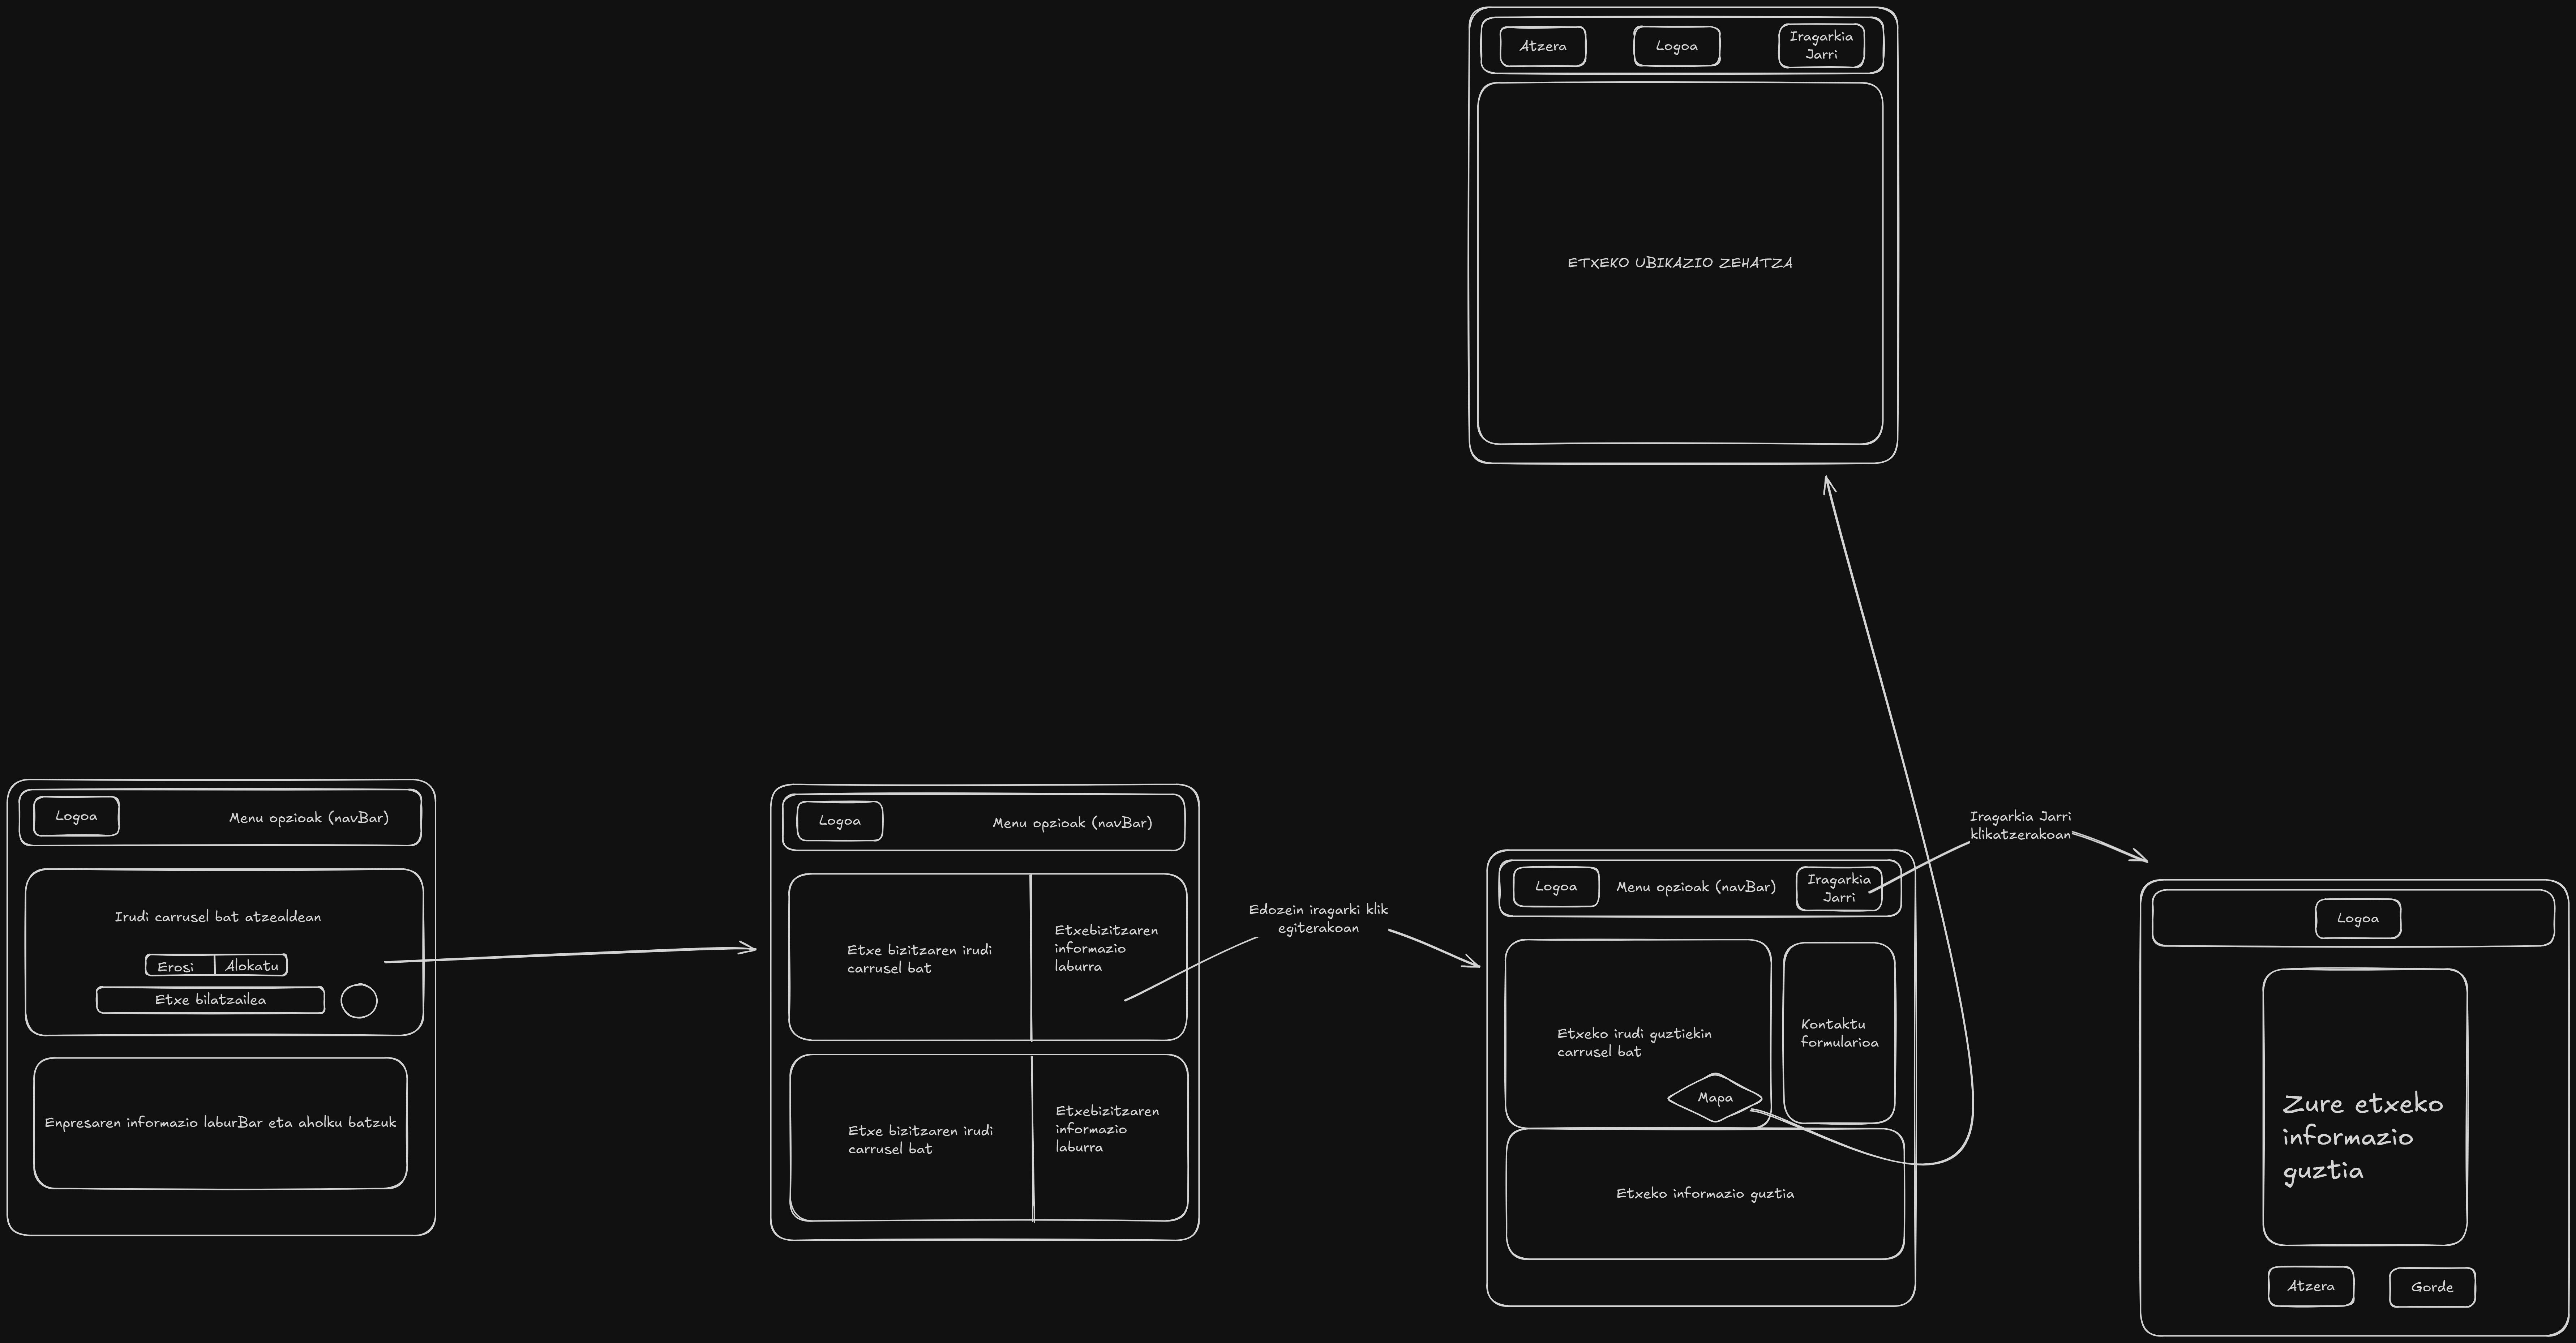 Atzera
Logoa
Iragarkia
Jarri
ETXEKO UBIKAZIO ZEHATZA
Logoa
Menu opzioak (navBar)
Irudi carrusel bat atzealdean
Erosi
Alokatu
Etxe bilatzailea
Enpresaren informazio laburBar eta aholku batzuk
Logoa
Menu opzioak (navBar)
Etxe bizitzaren irudi
carrusel bat
Etxebizitzaren
informazio
laburra
Etxe bizitzaren irudi
carrusel bat
Etxebizitzaren
informazio
laburra
Edozein iragarki klik
egiterakoan
Logoa
Menu opzioak (navBar)
Iragarkia
Jarri
Etxeko irudi guztiekin
carrusel bat
Mapa
Kontaktu
formularioa
Etxeko informazio guztia
Iragarkia Jarri
klikatzerakoan
Logoa
Zure etxeko
informazio
guztia
Atzera
Gorde